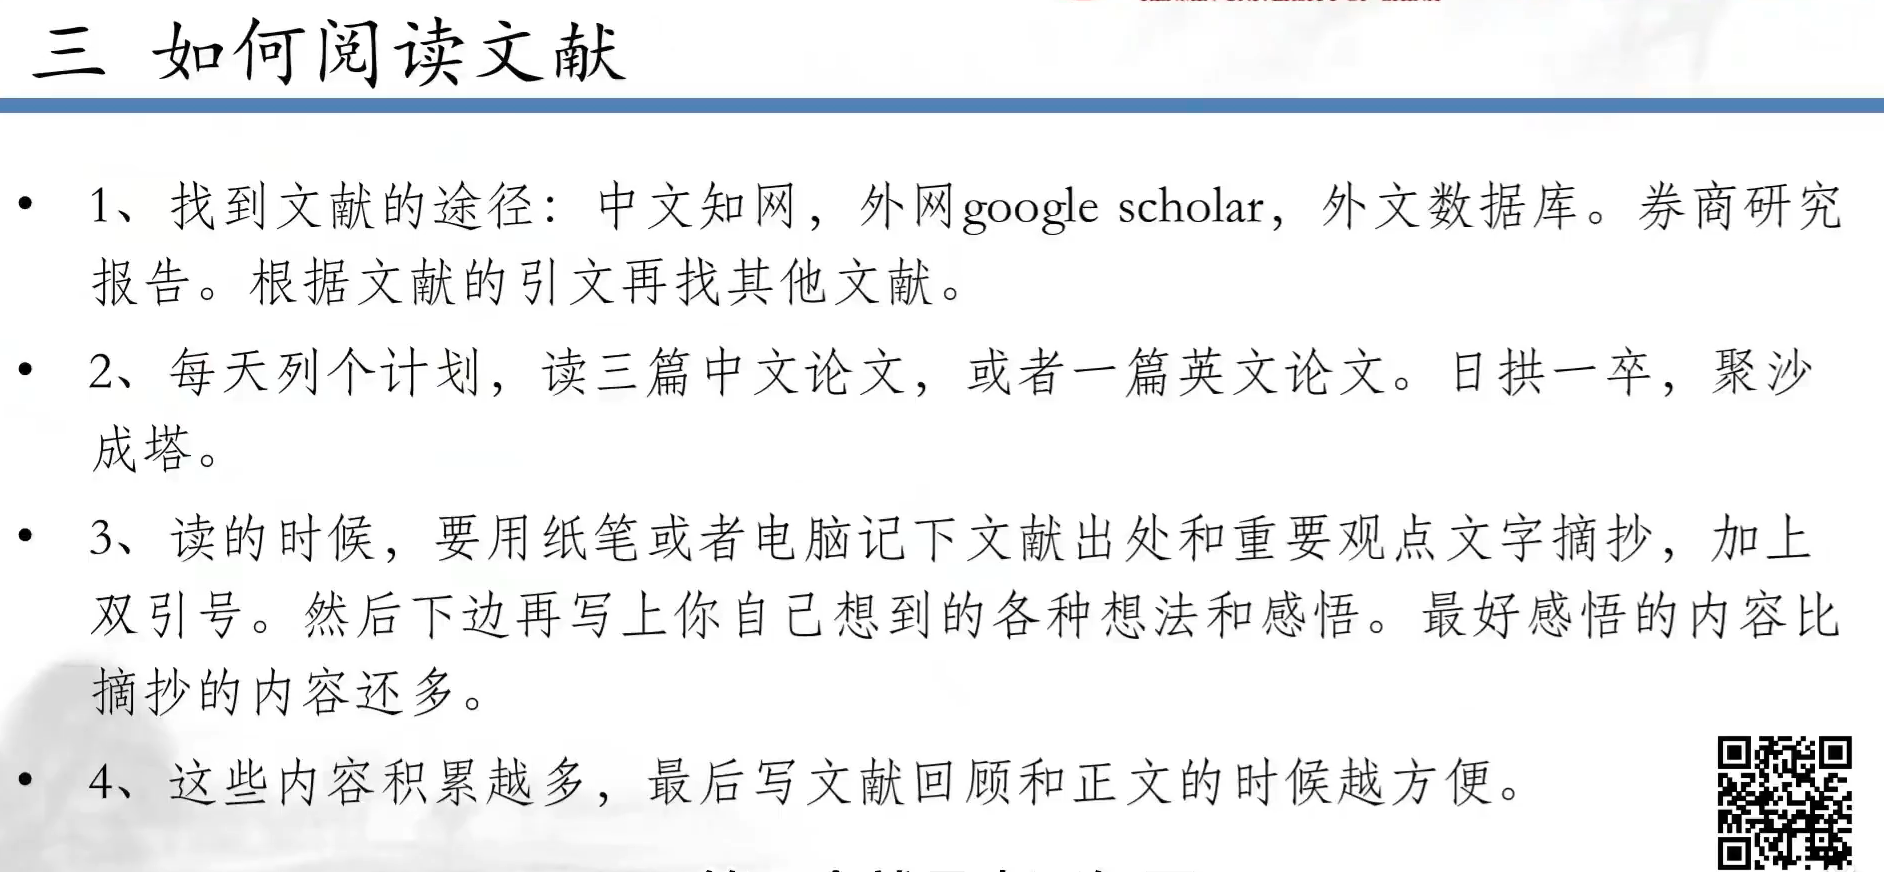 三 如何阅读文献
• 1、找到文献的途径：中文知网，外网google scholar，外文数据库。券商研究
报告。根据文献的引文再找其他文献。
• 2、每天列个计划，读三篇中文论文，或者一篇英文论文。日拱一卒，聚沙
成塔。
• 3、读的时候，要用纸笔或者电脑记下文献出处和重要观点文字摘抄，加上
双引号。然后下边再写上你自己想到的各种想法和感悟。最好感悟的内容比
摘抄的内容还多。
• 4、这些内容积累越多，最后写文献回顾和正文的时候越方便。